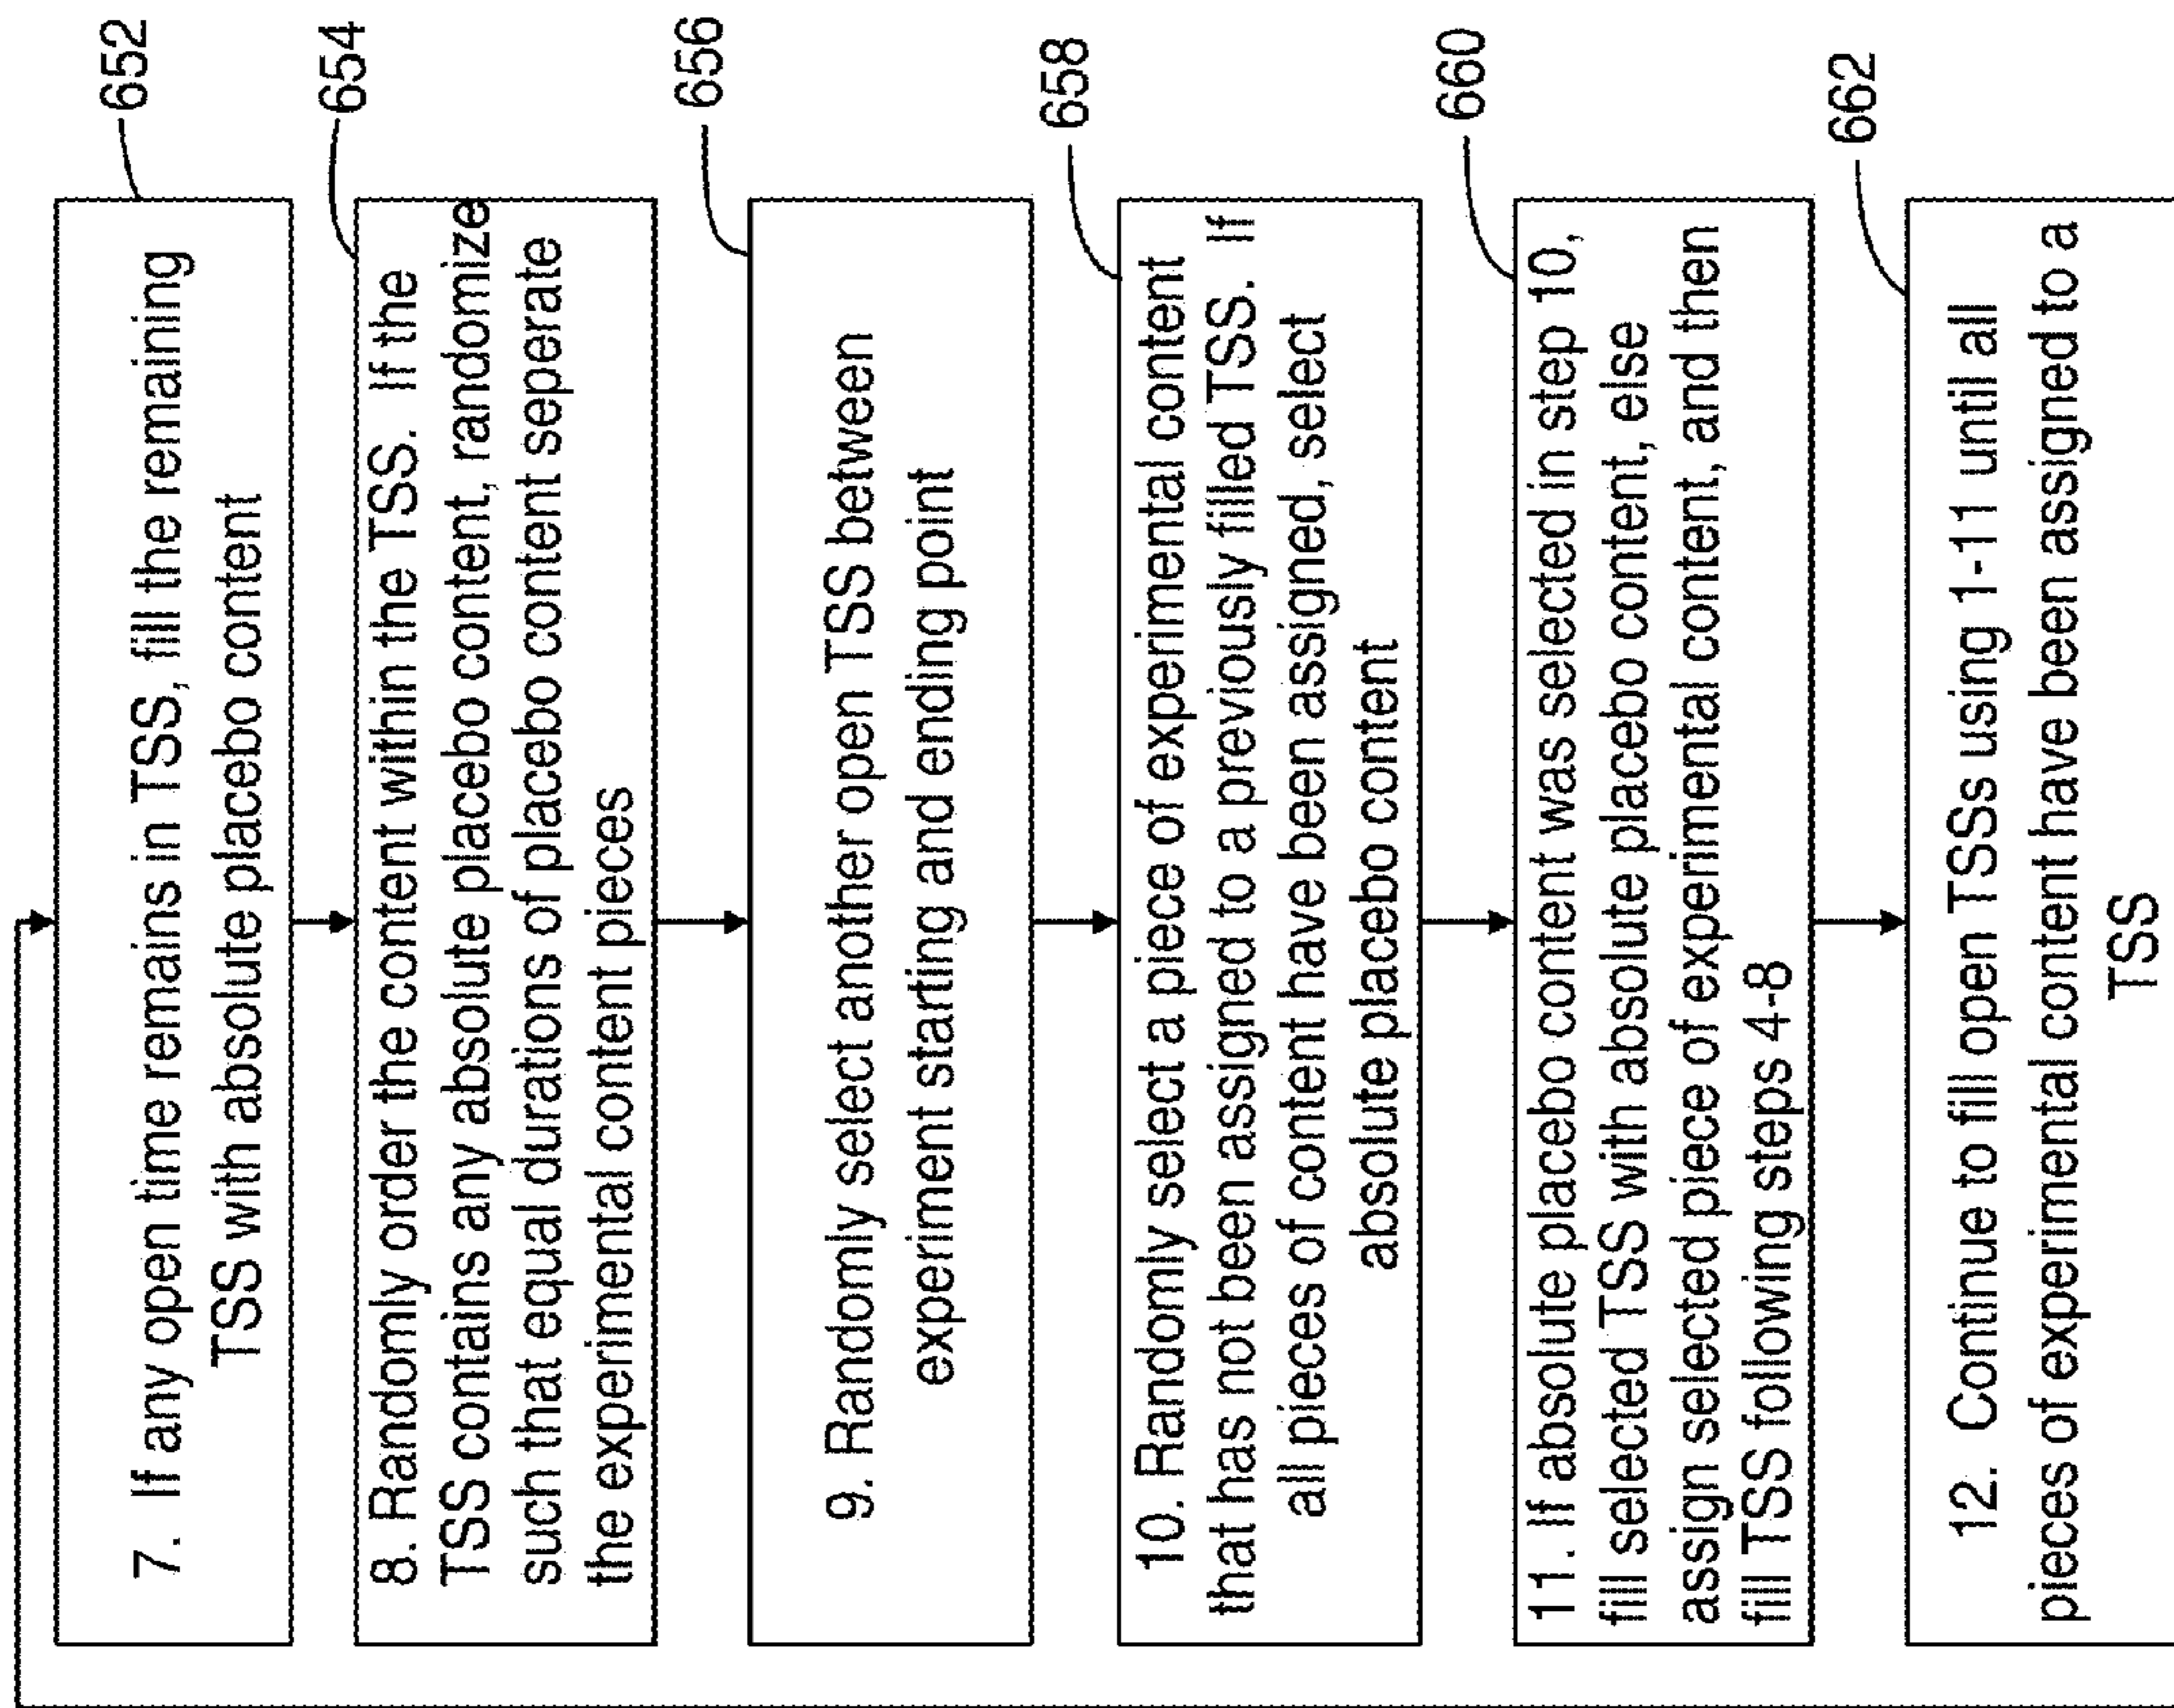 7. If any open time remains in TSS, fill the remaining
TSS with absolute placebo content
652
8. Randomly order the content within the TSS. If the
TSS contains any absolute placebo content, randomize
such that equal durations of placebo content seperate
the experimental content pieces
654
9. Randomly select another open TSS between
experiment starting and ending point
656
10. Randomly select a piece of experimental content
that has not been assigned to a previously filled TSS. If
all pieces of content have been assigned, select
absolute placebo content
658
11. If absolute placebo content was selected in step 10,
fill selected TSS with absolute placebo content, else
assign selected piece of experimental content, and then
fill TSS following steps 4-8
660
12. Continue to fill open TSSs using 1-11 until all
pieces of experimental content have been assigned to a
TSS
662